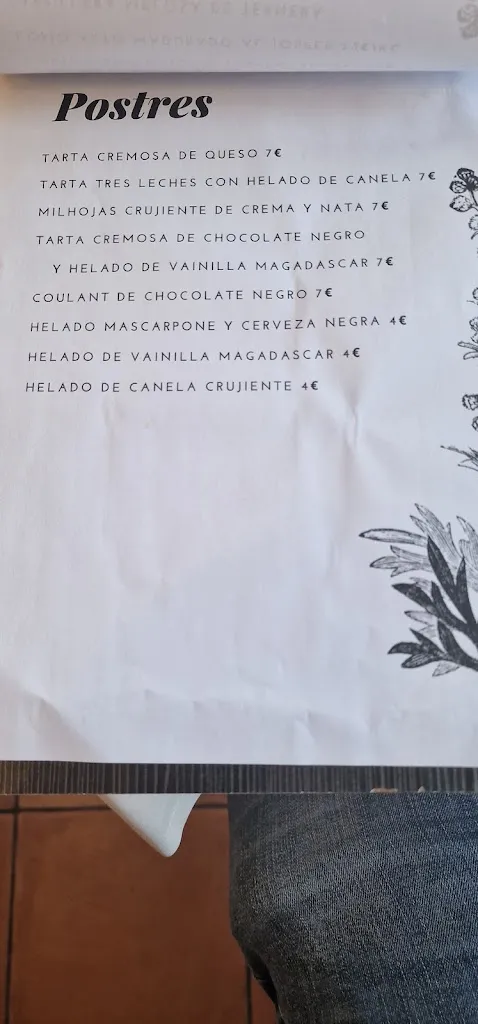 Postres
TARTA CREMOSA DE QUESO 7€
TARTA TRES LECHES CON HELADO DE CANELA 7€
MILHOJAS CRUJIENTE DE CREMA Y NATA 7€
TARTA CREMOSA DE CHOCOLATE NEGRO
Y HELADO DE VAINILLA MAGADASCAR 7€
COULANT DE CHOCOLATE NEGRO 7€
HELADO MASCARPONE Y CERVEZA NEGRA 4€
HELADO DE VAINILLA MAGADASCAR 4€
HELADO DE CANELA CRUJIENTE 4€